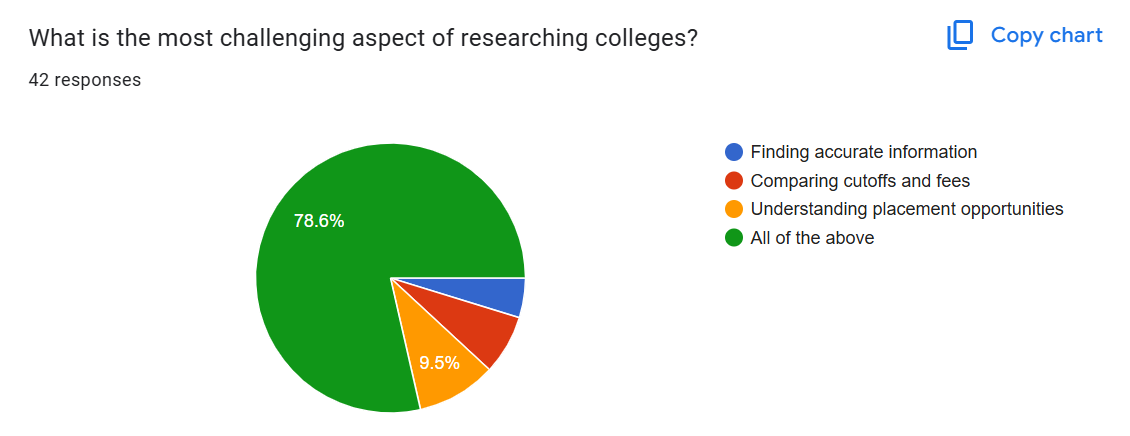 What is the most challenging aspect of researching colleges?
Copy chart
42 responses
Finding accurate information
Comparing cutoffs and fees
Understanding placement opportunities
All of the above
78.6%
9.5%